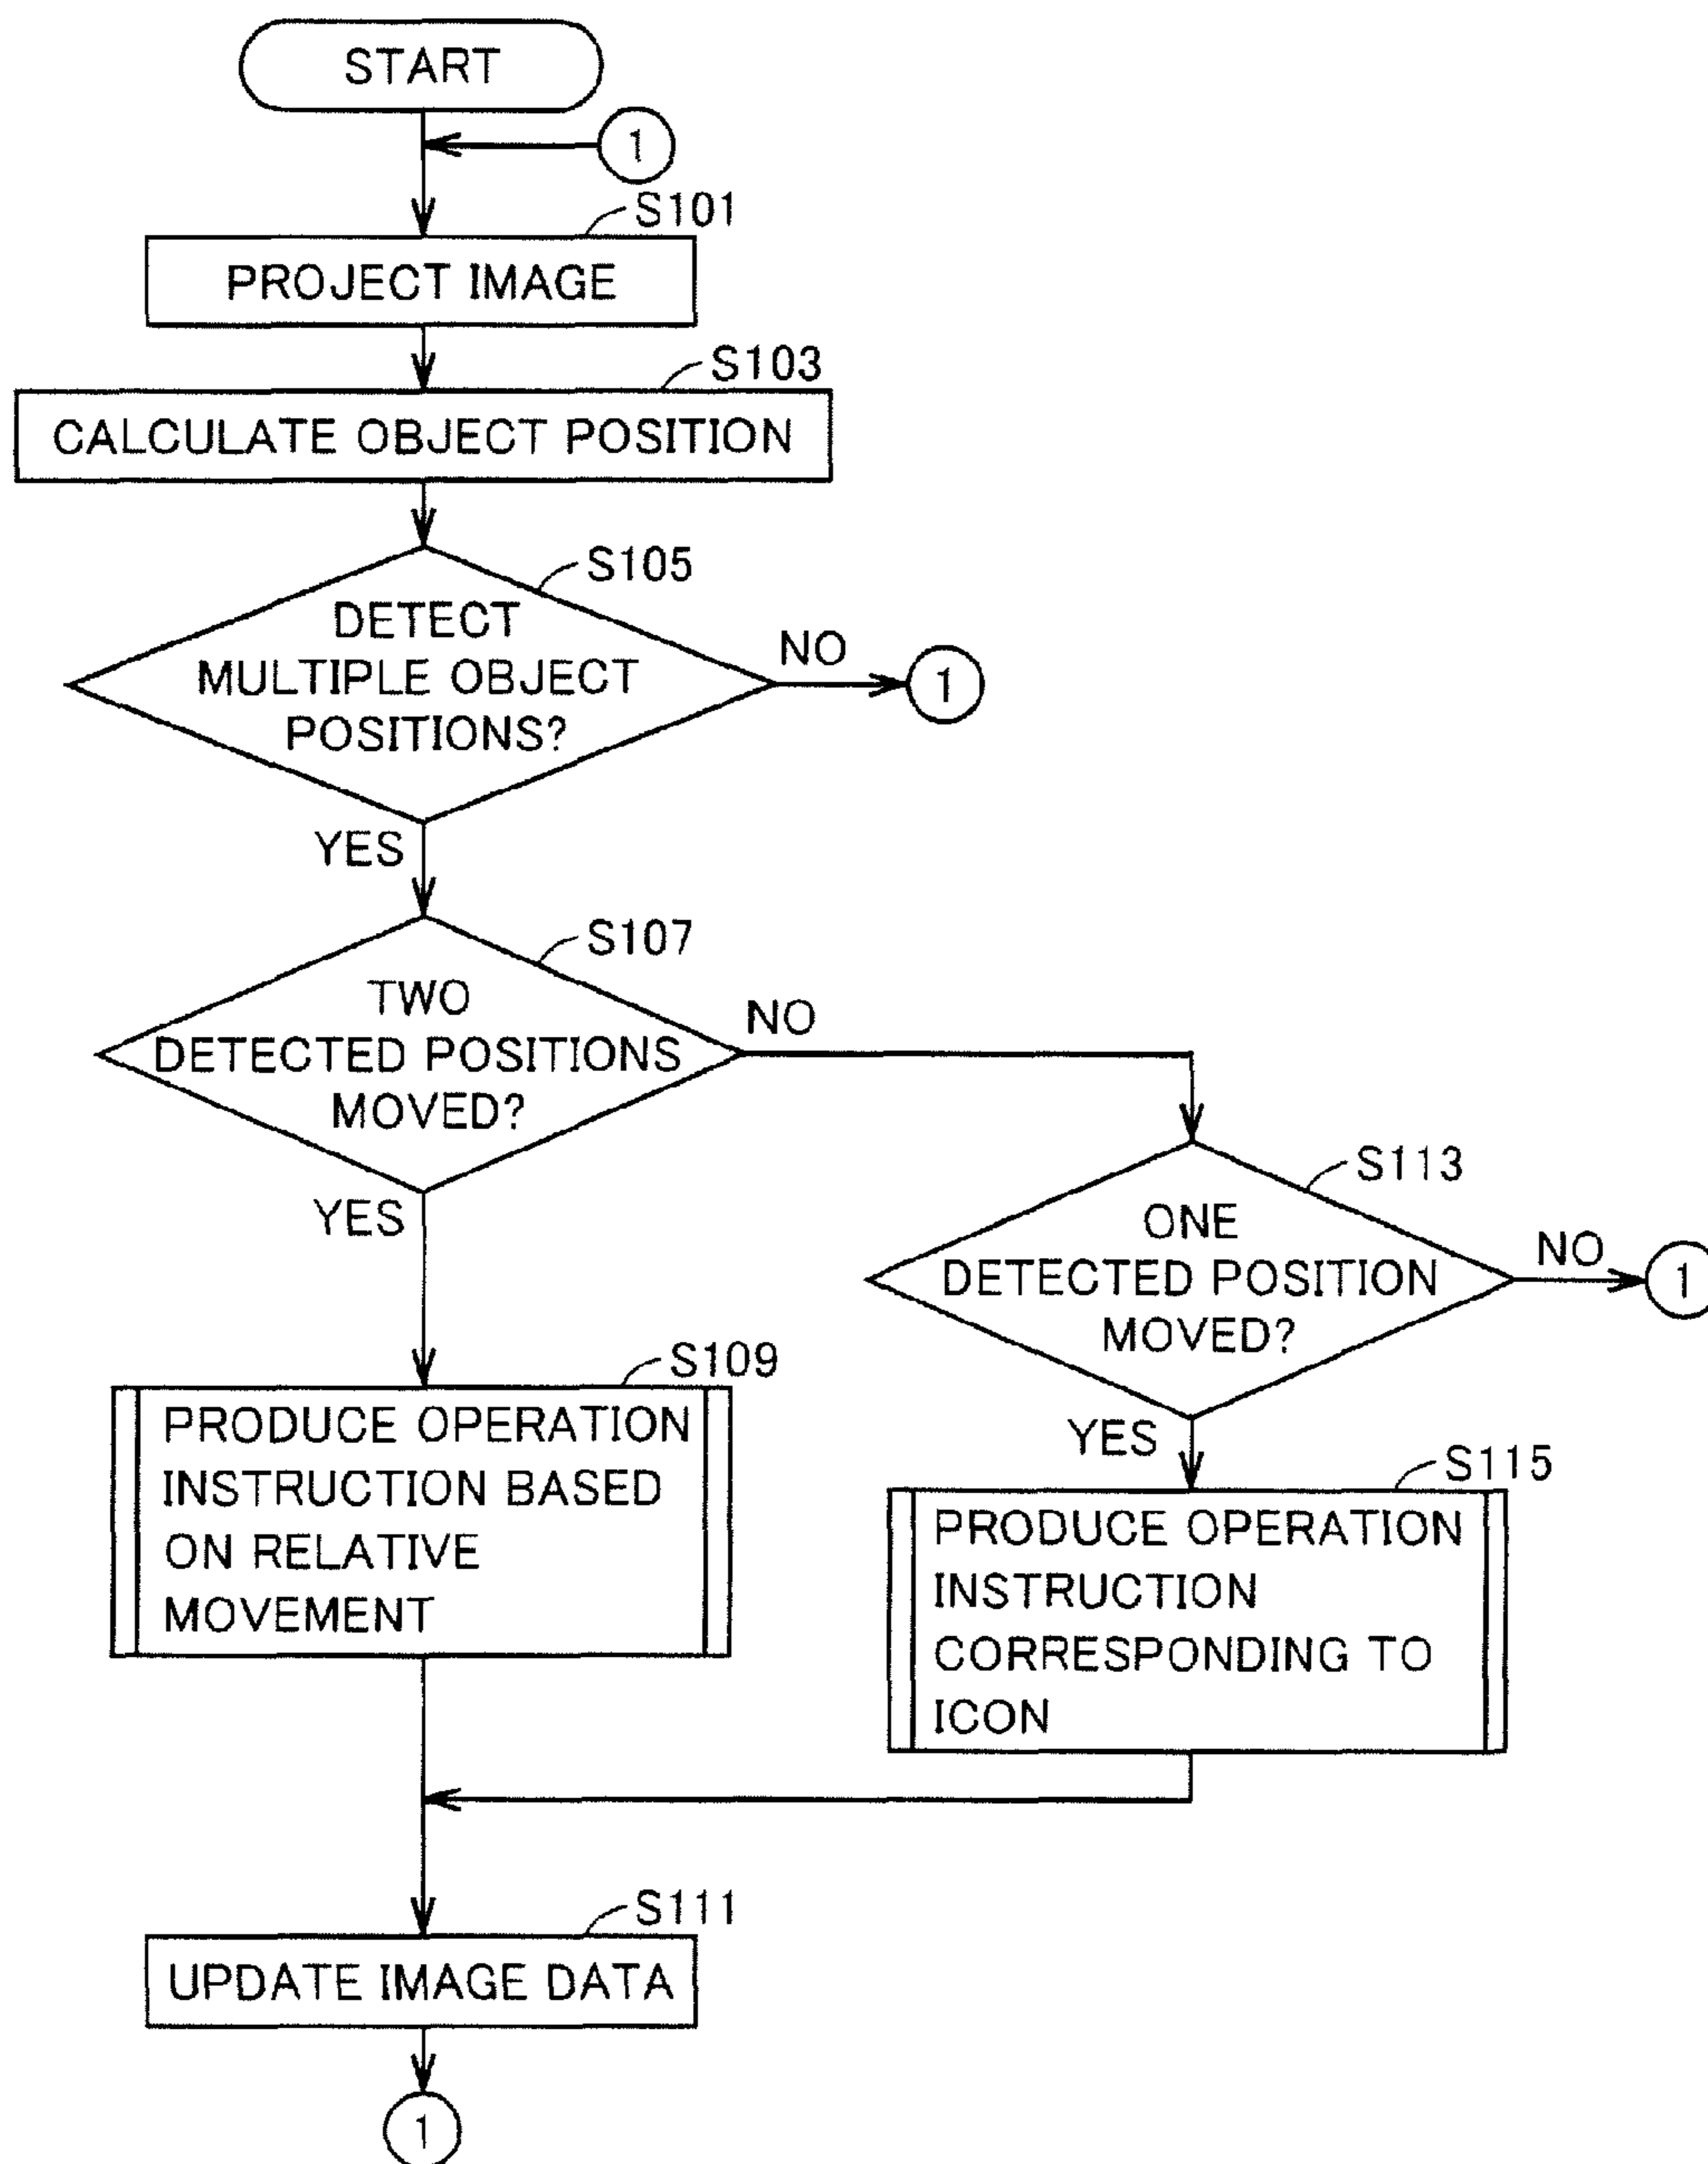 START
1
S101
PROJECT IMAGE
S103
CALCULATE OBJECT POSITION
S105
DETECT
MULTIPLE OBJECT
POSITIONS?
NO
1
YES
S107
TWO
DETECTED POSITIONS
MOVED?
NO
YES
S113
ONE
DETECTED POSITION
MOVED?
NO
1
YES
S109
PRODUCE OPERATION
INSTRUCTION BASED
ON RELATIVE
MOVEMENT
S115
PRODUCE OPERATION
INSTRUCTION
CORRESPONDING TO
ICON
S111
UPDATE IMAGE DATA
1